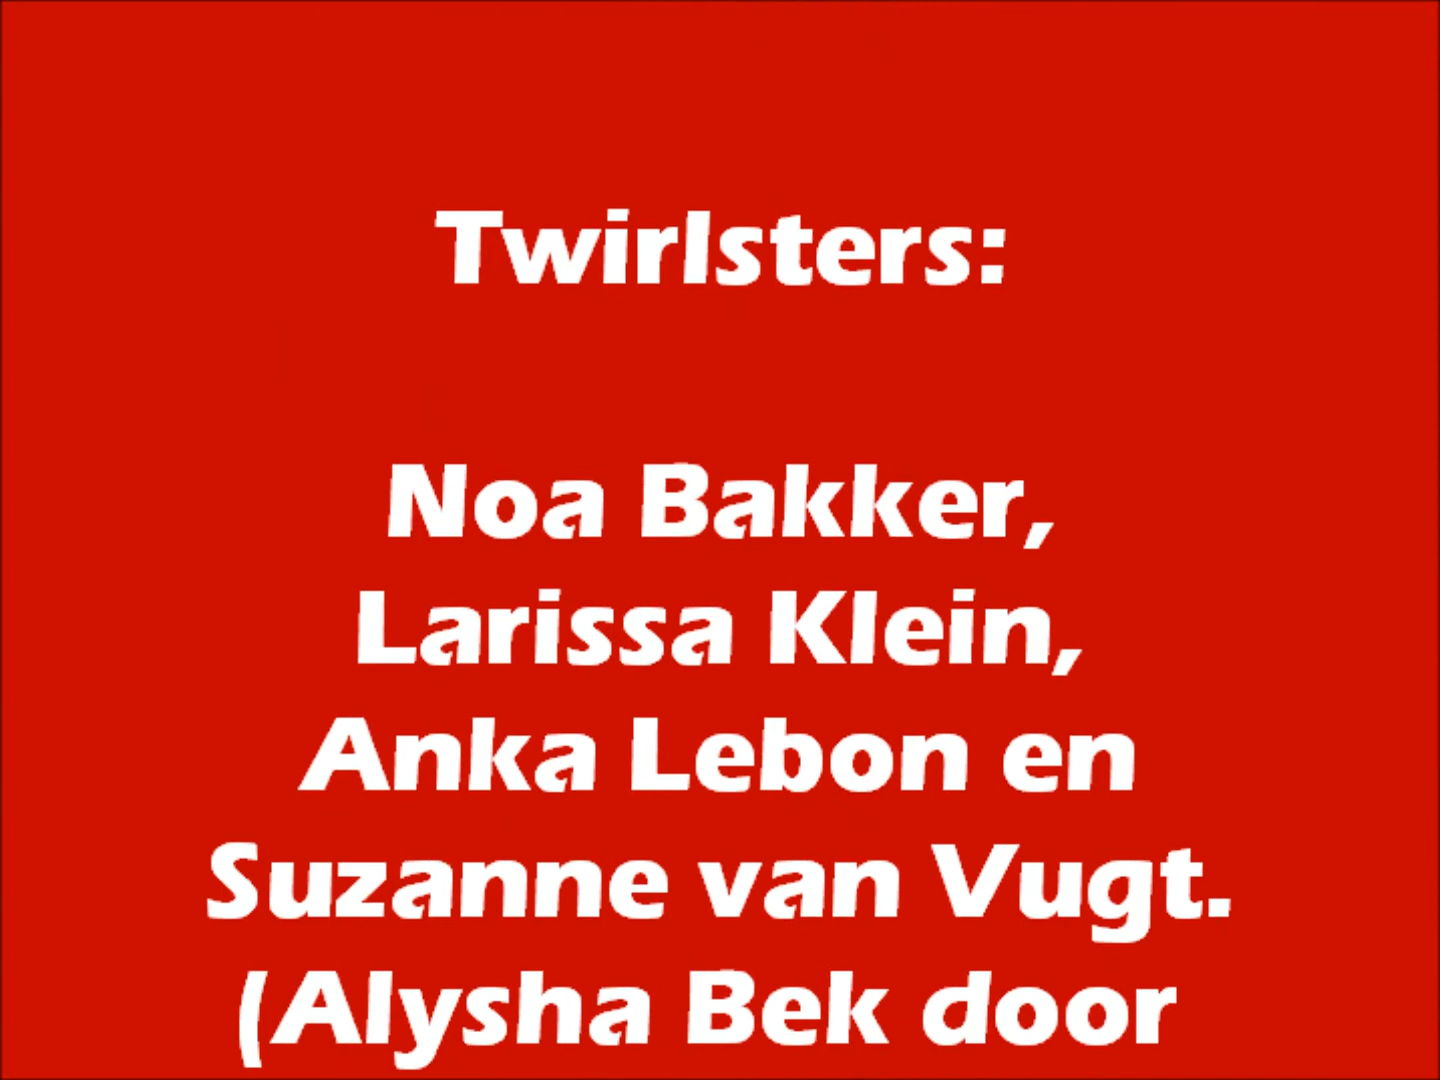 Twirlsters:
Noa Bakker,
Larissa Klein,
Anka Lebon en
Suzanne van Vugt.
(Alysha Bek door